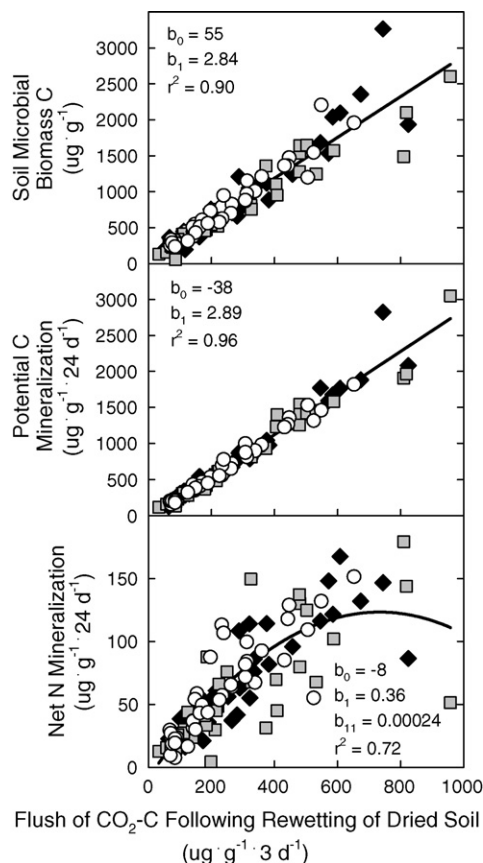 Soil Microbial
Biomass C
(ug · g⁻¹)
3000
2500
2000
1500
1000
500
0
b₀ = 55
b₁ = 2.84
r² = 0.90
Potential C
Mineralization
(ug · g⁻¹ · 24 d⁻¹)
3000
2500
2000
1500
1000
500
0
b₀ = -38
b₁ = 2.89
r² = 0.96
Net N Mineralization
(ug · g⁻¹ · 24 d⁻¹)
150
100
50
0
b₀ = -8
b₁ = 0.36
b₁₁ = 0.00024
r² = 0.72
0 200 400 600 800 1000
Flush of CO₂-C Following Rewetting of Dried Soil
(ug · g⁻¹ · 3 d⁻¹)